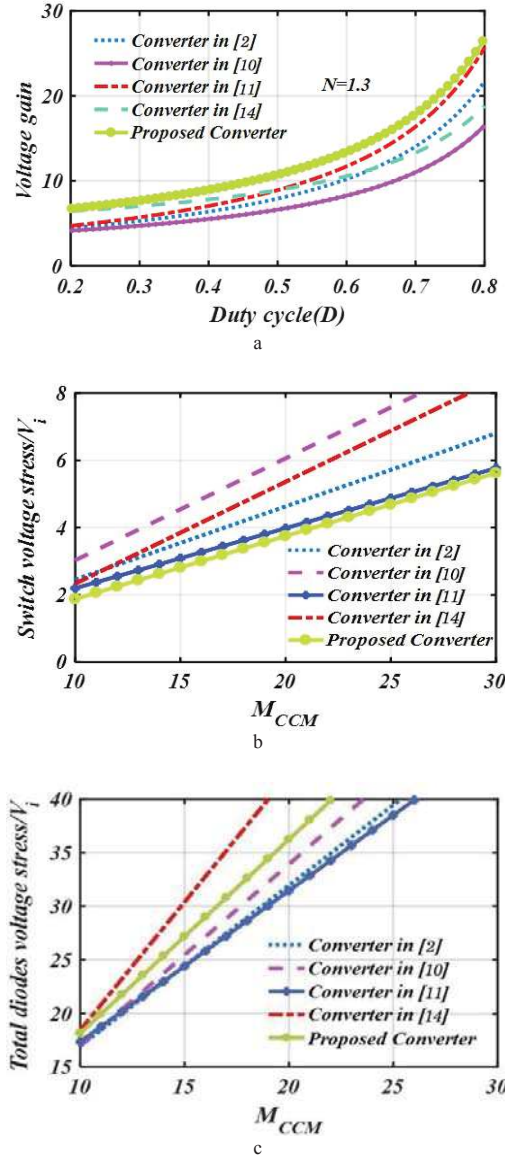 30
20
10
0
Voltage gain
Converter in [2]
Converter in [10]
Converter in [11]
Converter in [14]
Proposed Converter
N=1.3
0.2 0.3 0.4 0.5 0.6 0.7 0.8
Duty cycle(D)
a
8
6
4
2
0
Switch voltage stress/Vi
Converter in [2]
Converter in [10]
Converter in [11]
Converter in [14]
Proposed Converter
10 15 20 25 30
MCCM
b
40
35
30
25
20
15
Total diodes voltage stress/Vi
Converter in [2]
Converter in [10]
Converter in [11]
Converter in [14]
Proposed Converter
10 15 20 25 30
MCCM
c